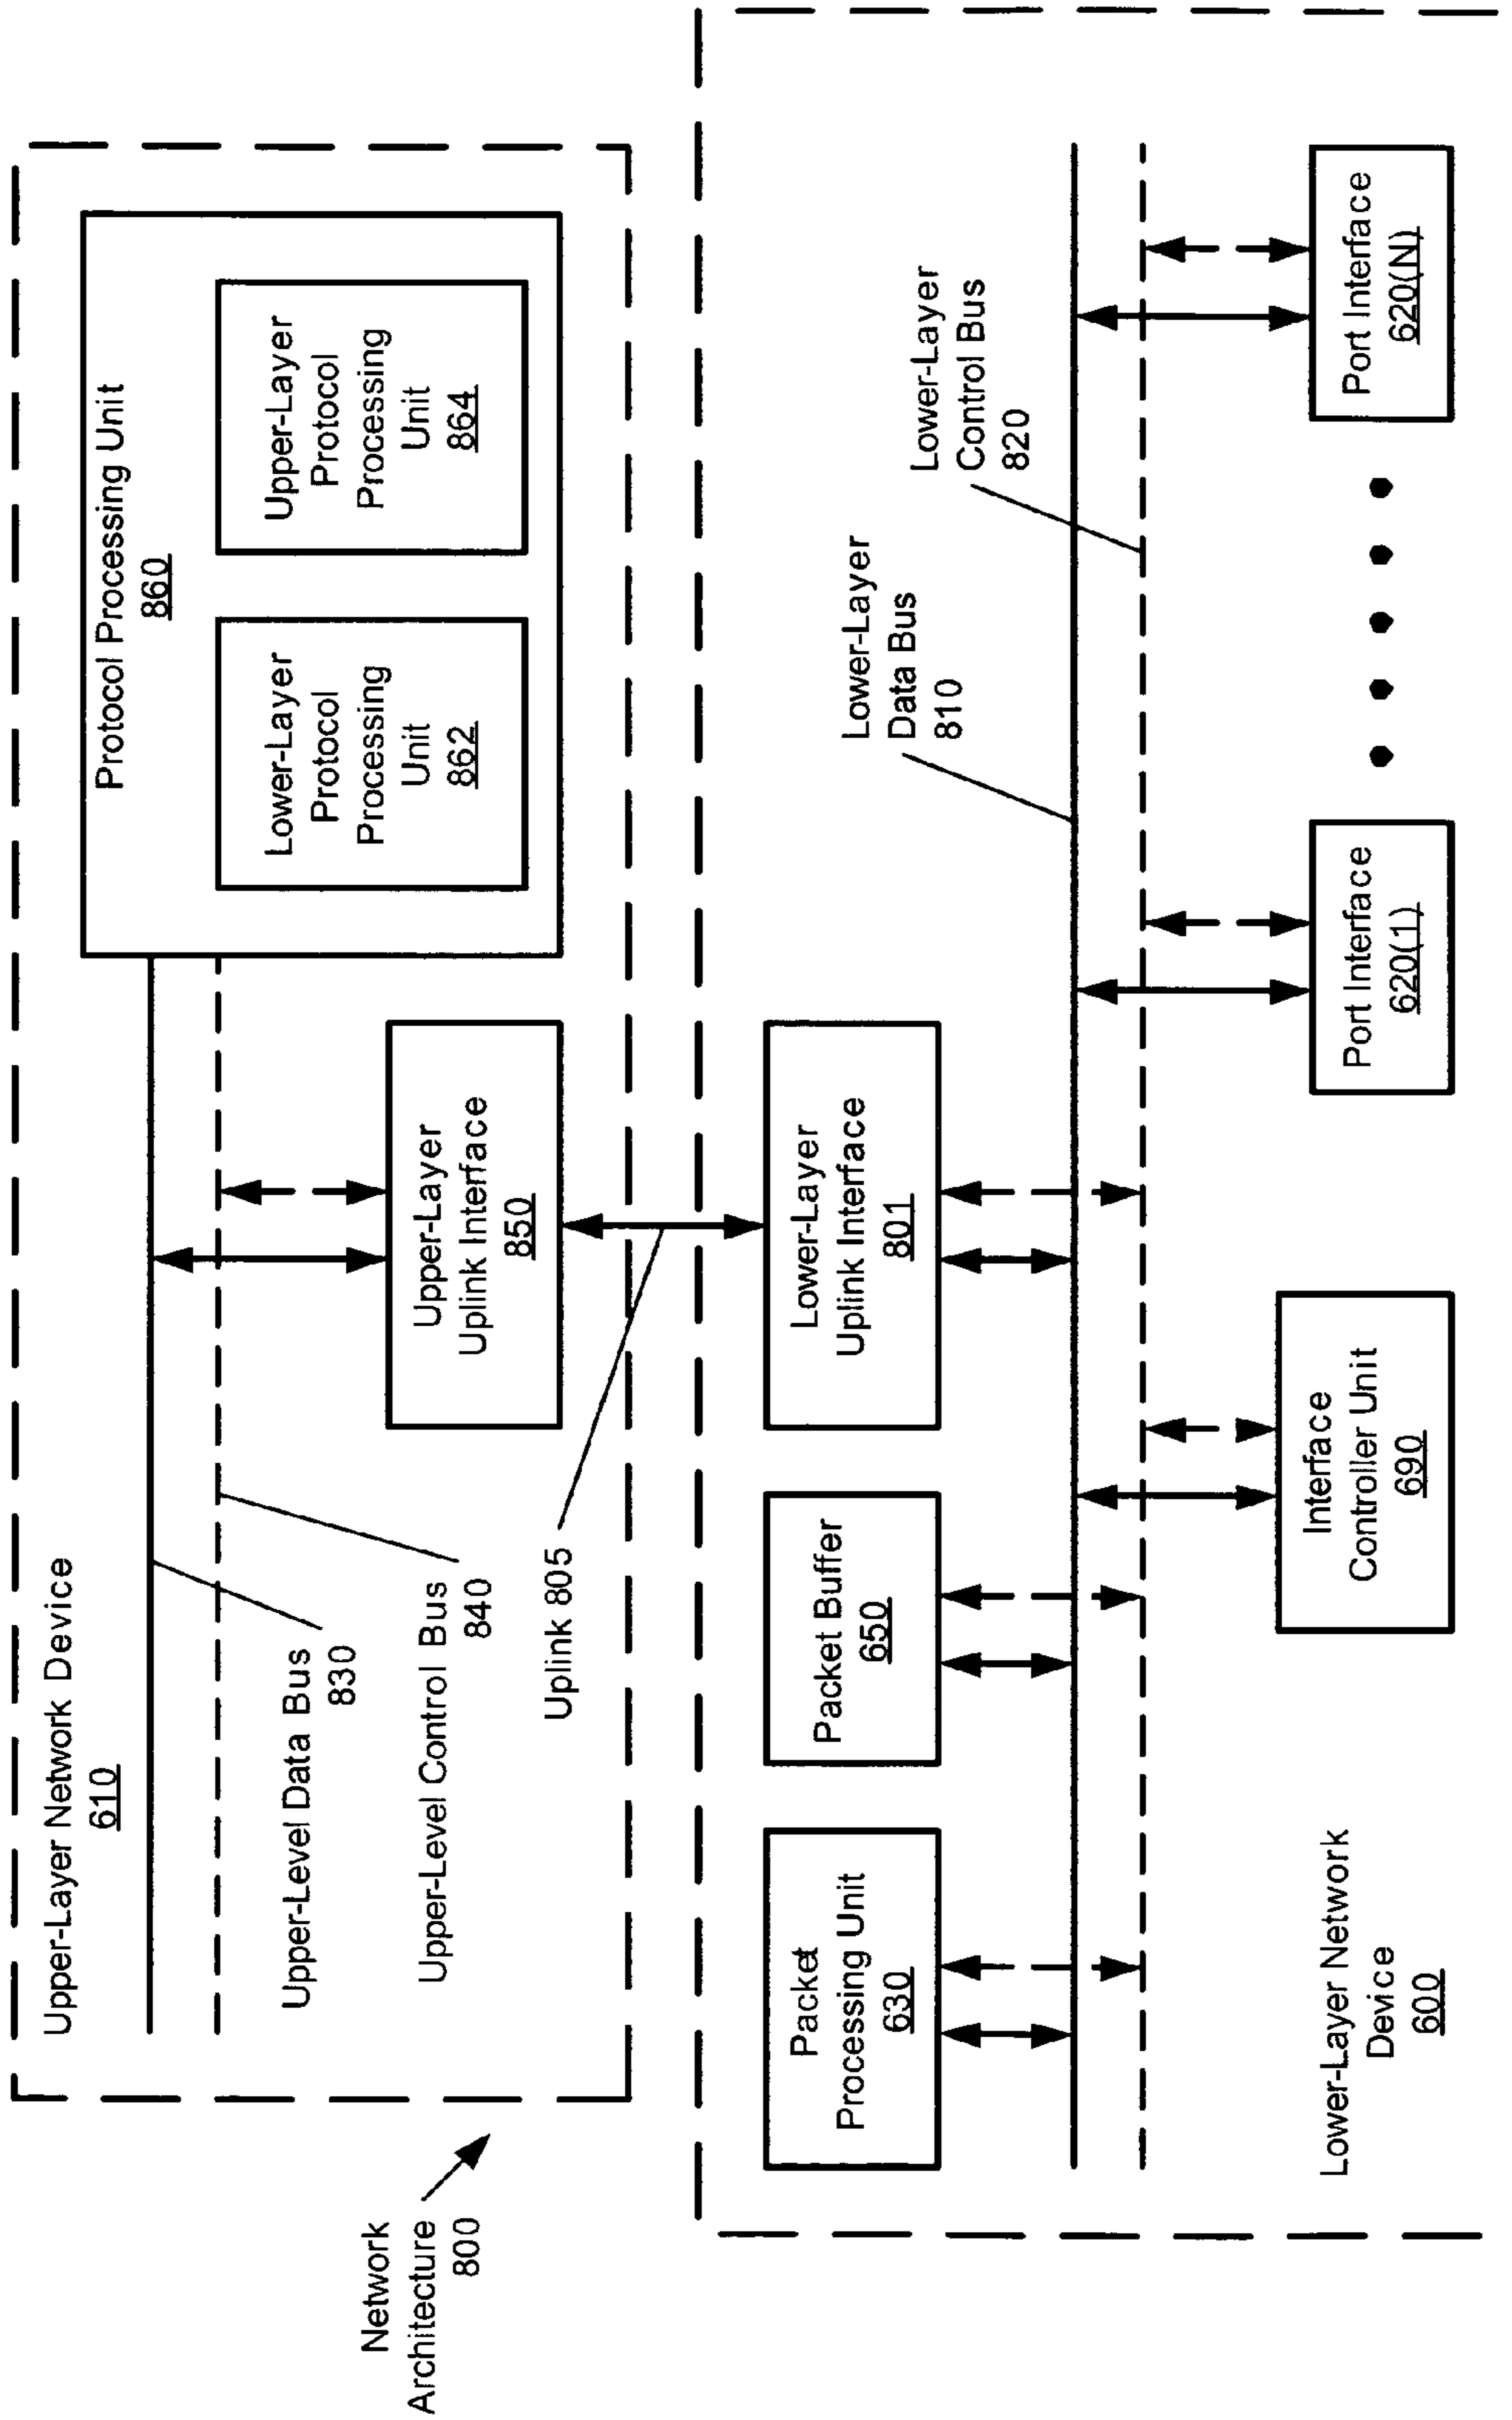 Network
Architecture
800
Upper-Layer Network Device
610
Upper-Level Data Bus
830
Upper-Level Control Bus
840
Uplink 805
Upper-Layer
Uplink Interface
850
Protocol Processing Unit
860
Lower-Layer
Protocol
Processing
Unit
862
Upper-Layer
Protocol
Processing
Unit
864
Packet
Processing Unit
630
Packet Buffer
650
Lower-Layer
Uplink Interface
801
Lower-Layer
Data Bus
810
Lower-Layer
Control Bus
820
Lower-Layer Network
Device
600
Interface
Controller Unit
690
Port Interface
620(1)
Port Interface
620(N)